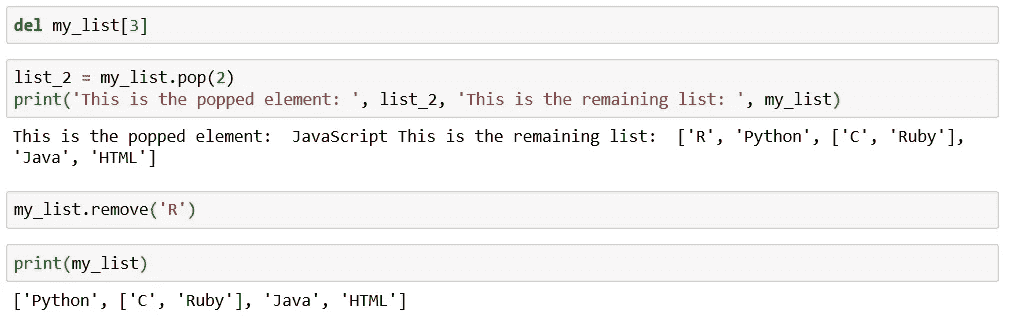 del my_list[3]
list_2 = my_list.pop(2)
print('This is the popped element: ', list_2, 'This is the remaining list: ', my_list)
This is the popped element:  JavaScript This is the remaining list:  ['R', 'Python', ['C', 'Ruby'],
'Java', 'HTML']
my_list.remove('R')
print(my_list)
['Python', ['C', 'Ruby'], 'Java', 'HTML']